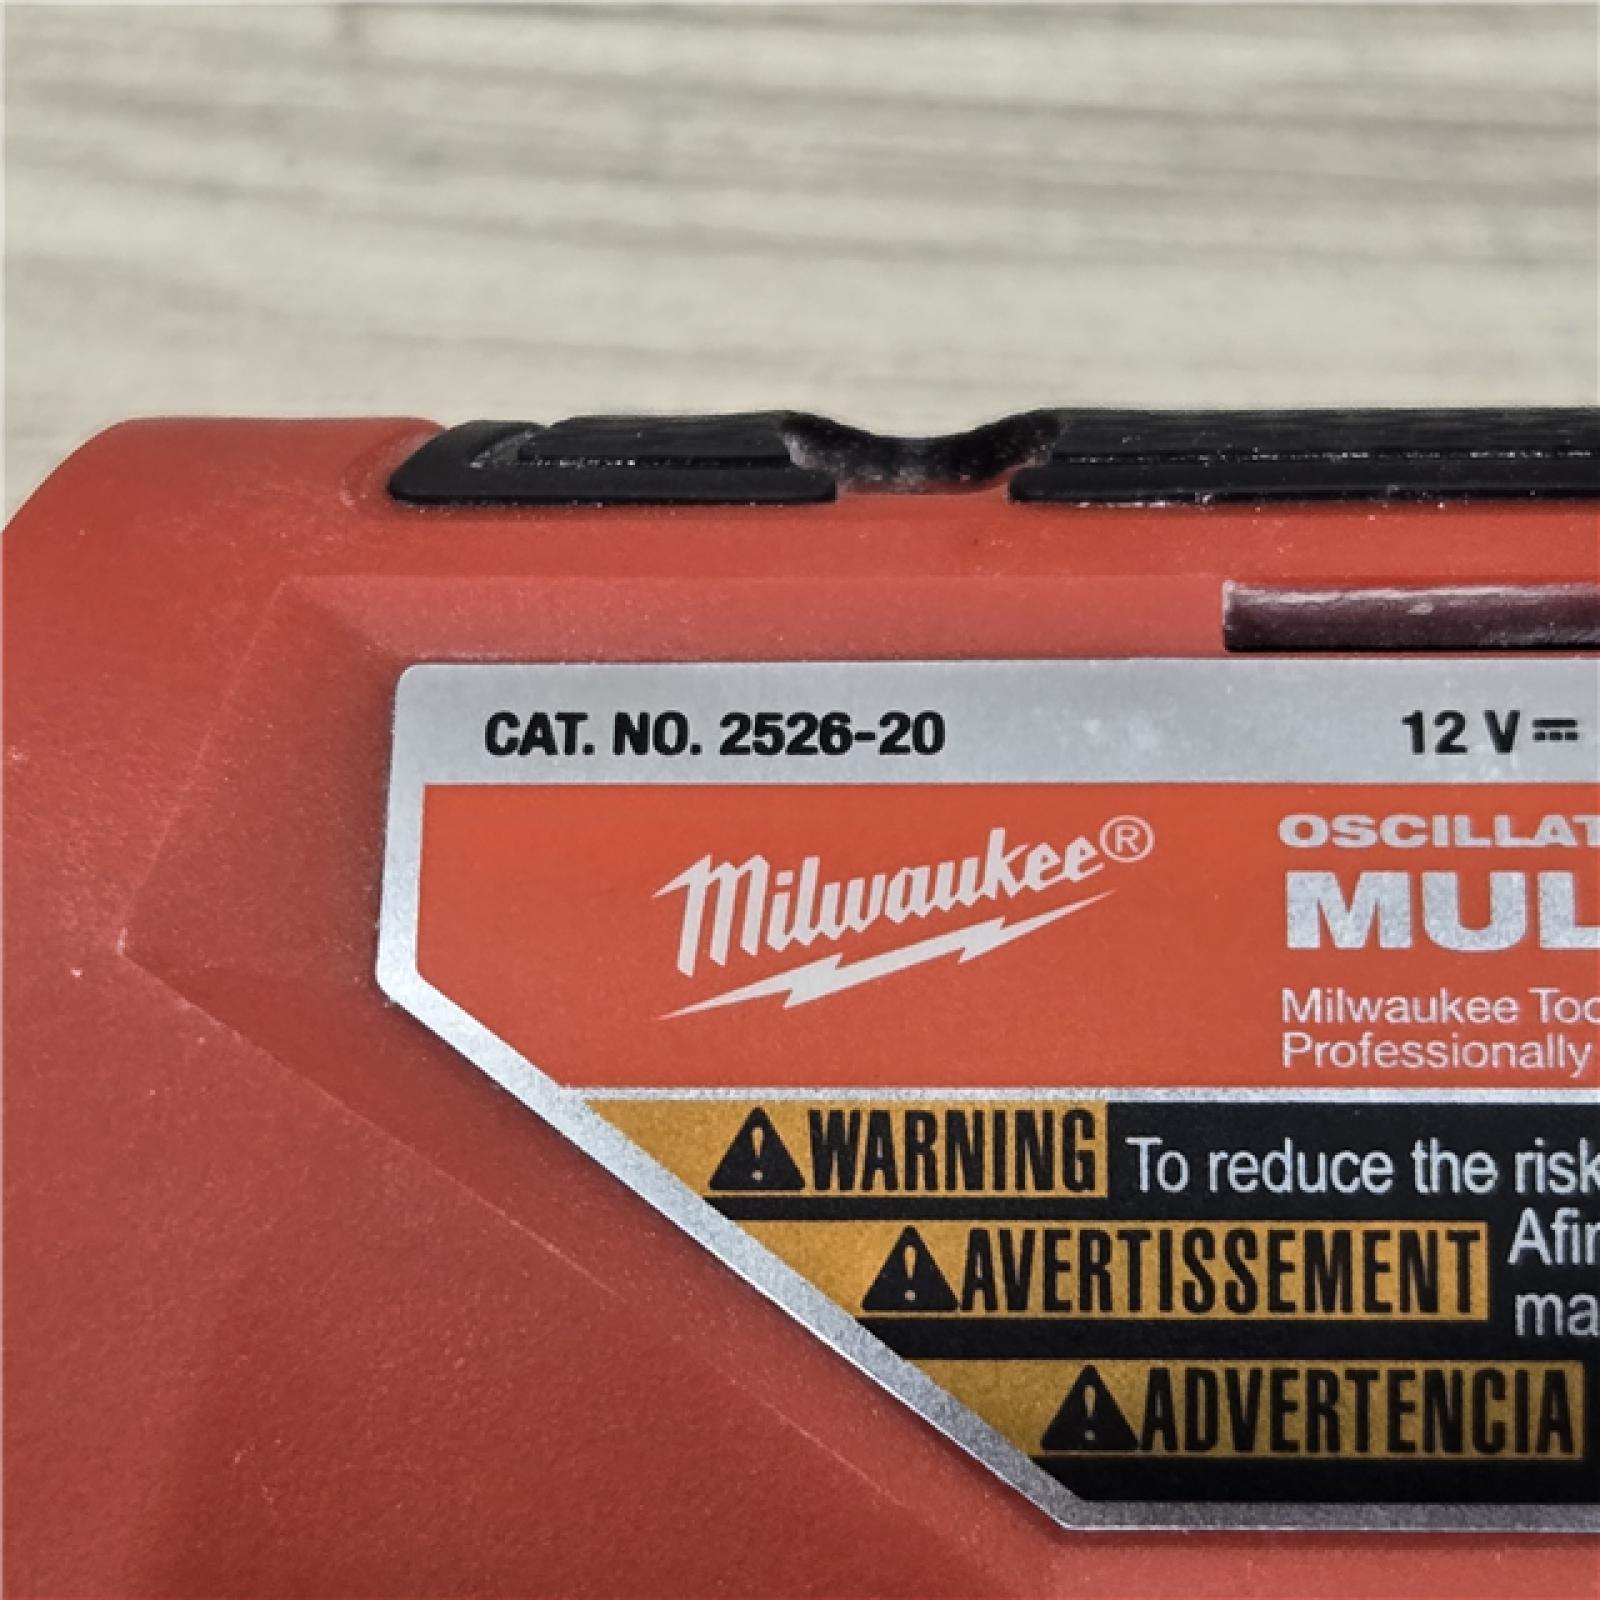 CAT. NO. 2526-20 12 V⎓
Milwaukee®
OSCILLAT
MUL
Milwaukee Too
Professionally
WARNING To reduce the risk
AVERTISSEMENT Afin
ma
ADVERTENCIA